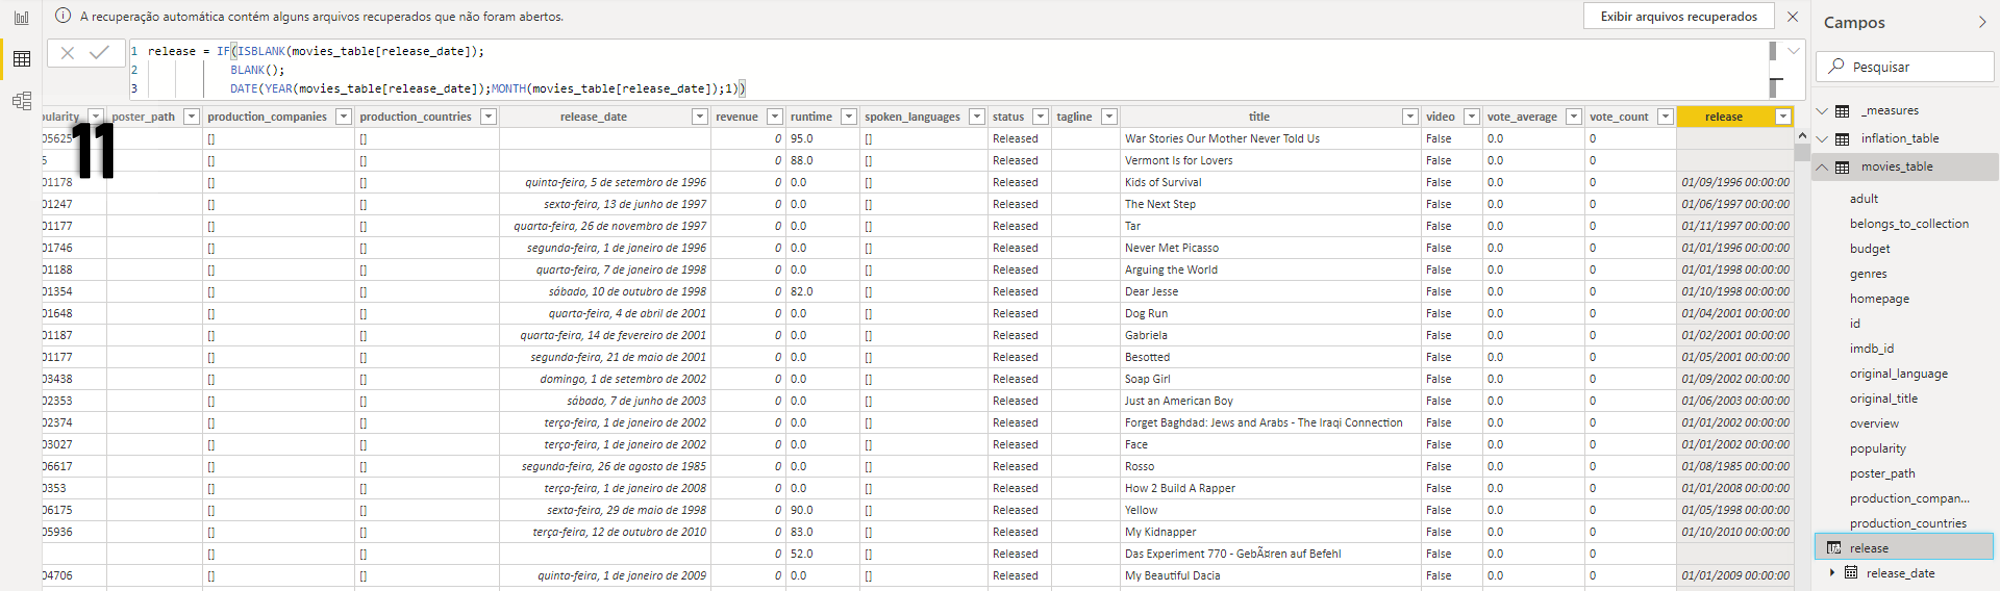 A recuperação automática contém alguns arquivos recuperados que não foram abertos.
Exibir arquivos recuperados
1 release = IF(ISBLANK(movies_table[release_date]);
2 BLANK();
3 DATE(YEAR(movies_table[release_date]);MONTH(movies_table[release_date]);1))
11
pularity poster_path production_companies production_countries release_date revenue runtime spoken_languages status tagline title video vote_average vote_count release
05625 [] [] 0 95.0 [] Released War Stories Our Mother Never Told Us False 0.0 0
5 [] [] 0 88.0 [] Released Vermont Is for Lovers False 0.0 0
01178 [] [] quinta-feira, 5 de setembro de 1996 0 0.0 [] Released Kids of Survival False 0.0 0 01/09/1996 00:00:00
01247 [] [] sexta-feira, 13 de junho de 1997 0 0.0 [] Released The Next Step False 0.0 0 01/06/1997 00:00:00
01177 [] [] quarta-feira, 26 de novembro de 1997 0 0.0 [] Released Tar False 0.0 0 01/11/1997 00:00:00
01746 [] [] segunda-feira, 1 de janeiro de 1996 0 0.0 [] Released Never Met Picasso False 0.0 0 01/01/1996 00:00:00
01188 [] [] quarta-feira, 7 de janeiro de 1998 0 0.0 [] Released Arguing the World False 0.0 0 01/01/1998 00:00:00
01354 [] [] sábado, 10 de outubro de 1998 0 82.0 [] Released Dear Jesse False 0.0 0 01/10/1998 00:00:00
01648 [] [] quarta-feira, 4 de abril de 2001 0 0.0 [] Released Dog Run False 0.0 0 01/04/2001 00:00:00
01187 [] [] quarta-feira, 14 de fevereiro de 2001 0 0.0 [] Released Gabriela False 0.0 0 01/02/2001 00:00:00
01177 [] [] segunda-feira, 21 de maio de 2001 0 0.0 [] Released Besotted False 0.0 0 01/05/2001 00:00:00
03438 [] [] domingo, 1 de setembro de 2002 0 0.0 [] Released Soap Girl False 0.0 0 01/09/2002 00:00:00
02353 [] [] sábado, 7 de junho de 2003 0 0.0 [] Released Just an American Boy False 0.0 0 01/06/2003 00:00:00
02374 [] [] terça-feira, 1 de janeiro de 2002 0 0.0 [] Released Forget Baghdad: Jews and Arabs - The Iraqi Connection False 0.0 0 01/01/2002 00:00:00
03027 [] [] terça-feira, 1 de janeiro de 2002 0 0.0 [] Released Face False 0.0 0 01/01/2002 00:00:00
06617 [] [] segunda-feira, 26 de agosto de 1985 0 0.0 [] Released Rosso False 0.0 0 01/08/1985 00:00:00
0353 [] [] terça-feira, 1 de janeiro de 2008 0 0.0 [] Released How 2 Build A Rapper False 0.0 0 01/01/2008 00:00:00
06175 [] [] sexta-feira, 29 de maio de 1998 0 90.0 [] Released Yellow False 0.0 0 01/05/1998 00:00:00
05936 [] [] terça-feira, 12 de outubro de 2010 0 83.0 [] Released My Kidnapper False 0.0 0 01/10/2010 00:00:00
[] [] 0 52.0 [] Released Das Experiment 770 - GebÃ¤ren auf Befehl False 0.0 0
04706 [] [] quinta-feira, 1 de janeiro de 2009 0 0.0 [] Released My Beautiful Dacia False 0.0 0 01/01/2009 00:00:00
Campos
Pesquisar
_measures
inflation_table
movies_table
adult
belongs_to_collection
budget
genres
homepage
id
imdb_id
original_language
original_title
overview
popularity
poster_path
production_compan...
production_countries
release
release_date